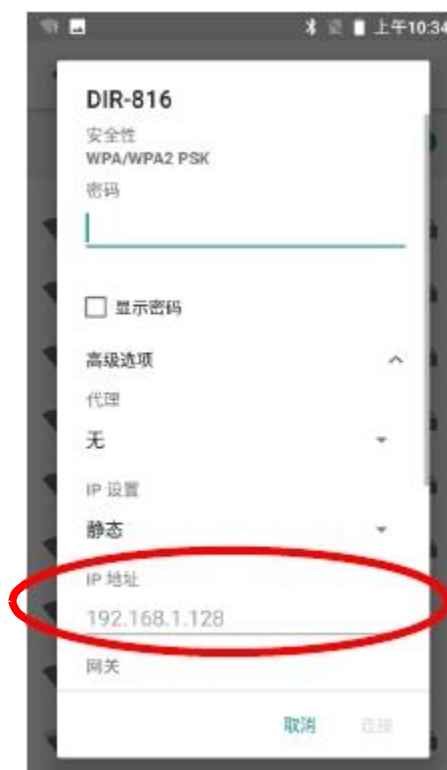 上午10:34
DIR-816
安全性
WPA/WPA2 PSK
密码
显示密码
高级选项
代理
无
IP 设置
静态
IP 地址
192.168.1.128
网关
取消 连接